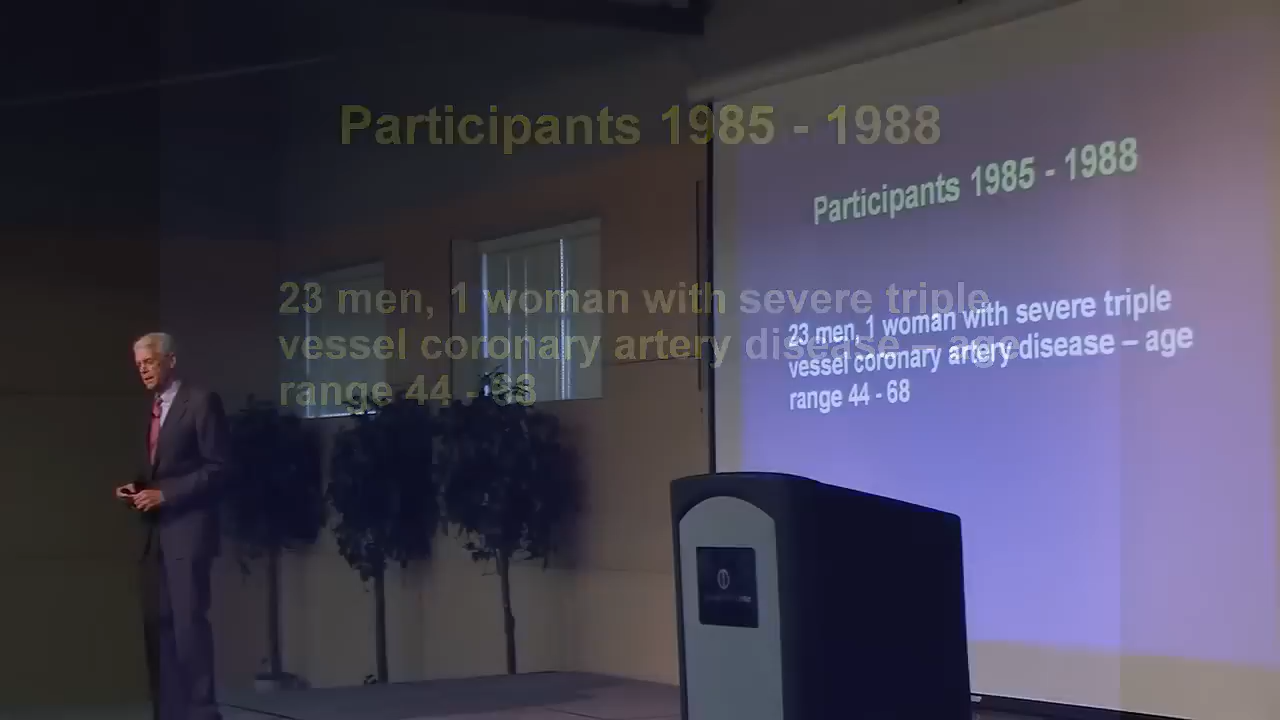 Participants 1985 - 1988
23 men, 1 woman with severe triple
vessel coronary artery disease – age
range 44 - 68
Participants 1985 - 1988
23 men, 1 woman with severe triple
vessel coronary artery disease – age
range 44 - 68